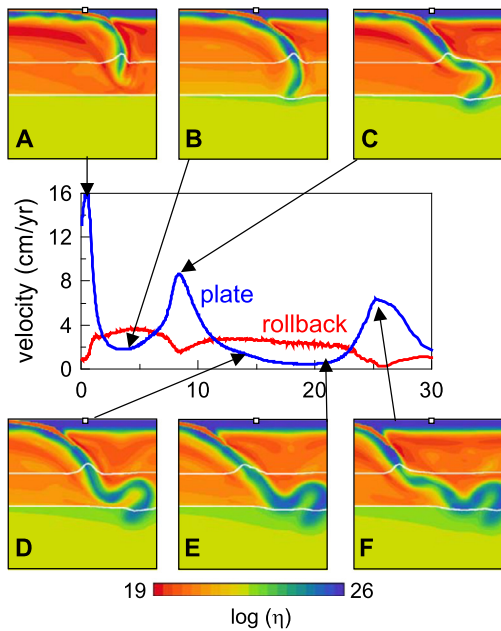 A
B
C
16
12
8
4
0
velocity (cm/yr)
plate
rollback
0
10
20
30
D
E
F
19
26
log (η)